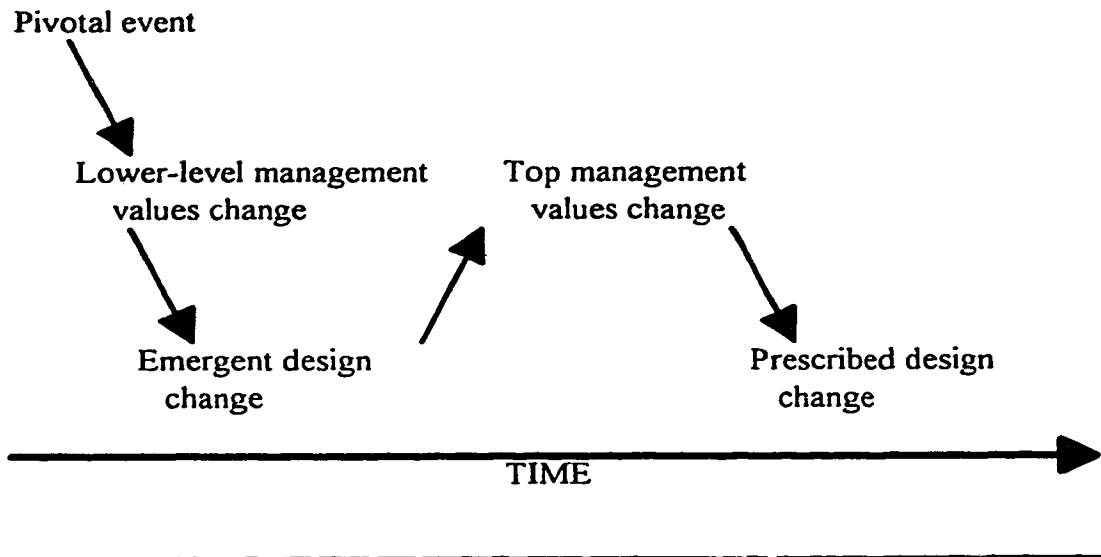 Pivotal event
Lower-level management
values change
Top management
values change
Emergent design
change
Prescribed design
change
TIME